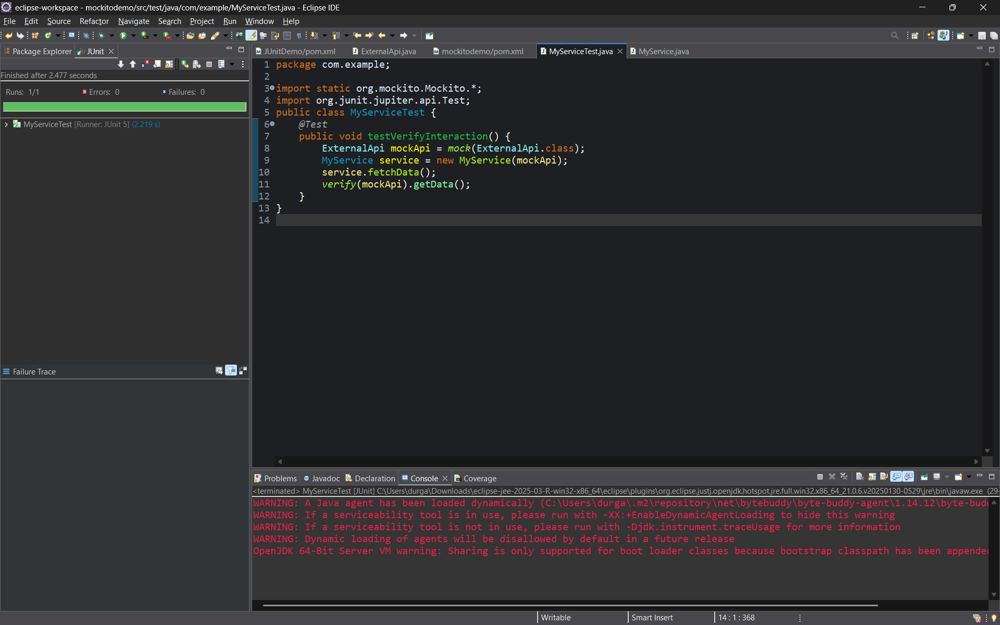 eclipse-workspace - mockitodemo/src/test/java/com/example/MyServiceTest.java - Eclipse IDE
File Edit Source Refactor Navigate Search Project Run Window Help
Package Explorer JUnit
Finished after 2.477 seconds
Runs: 1/1 Errors: 0 Failures: 0
MyServiceTest [Runner: JUnit 5] (2.219 s)
Failure Trace
JUnitDemo/pom.xml ExternalApi.java mockitodemo/pom.xml MyServiceTest.java MyService.java
1 package com.example;
2
3 import static org.mockito.Mockito.*;
4 import org.junit.jupiter.api.Test;
5 public class MyServiceTest {
6 @Test
7 public void testVerifyInteraction() {
8 ExternalApi mockApi = mock(ExternalApi.class);
9 MyService service = new MyService(mockApi);
10 service.fetchData();
11 verify(mockApi).getData();
12 }
13 }
14
Problems Javadoc Declaration Console Coverage
<terminated> MyServiceTest [JUnit] C:\Users\durga\Downloads\eclipse-jee-2025-03-R-win32-x86_64\eclipse\plugins\org.eclipse.justj.openjdk.hotspot.jre.full.win32.x86_64_21.0.6.v20250130-0529\jre\bin\javaw.exe (29-
WARNING: A Java agent has been loaded dynamically (C:\Users\durga\.m2\repository\net\bytebuddy\byte-buddy-agent\1.14.12\byte-budd
WARNING: If a serviceability tool is in use, please run with -XX:+EnableDynamicAgentLoading to hide this warning
WARNING: If a serviceability tool is not in use, please run with -Djdk.instrument.traceUsage for more information
WARNING: Dynamic loading of agents will be disallowed by default in a future release
OpenJDK 64-Bit Server VM warning: Sharing is only supported for boot loader classes because bootstrap classpath has been appended
Writable Smart Insert 14 : 1 : 368